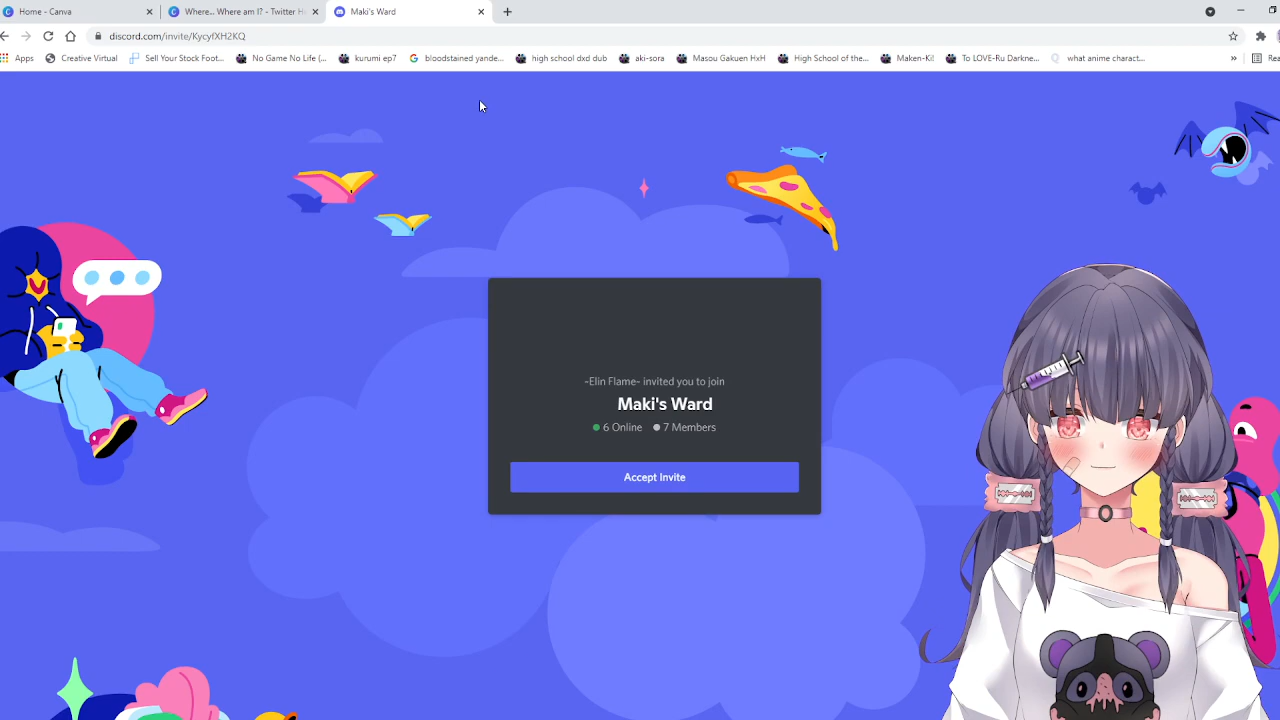 Home - Canva
Where... Where am I? - Twitter H
Maki's Ward
discord.com/invite/KycyfXH2KQ
Apps
Creative Virtual
Sell Your Stock Foot...
No Game No Life (...
kurumi ep7
bloodstained yande...
high school dxd dub
aki-sora
Masou Gakuen HxH
High School of the...
Maken-Ki!
To LOVE-Ru Darkne...
what anime charact...
»
Rea
-Elin Flame- invited you to join
Maki's Ward
6 Online 7 Members
Accept Invite